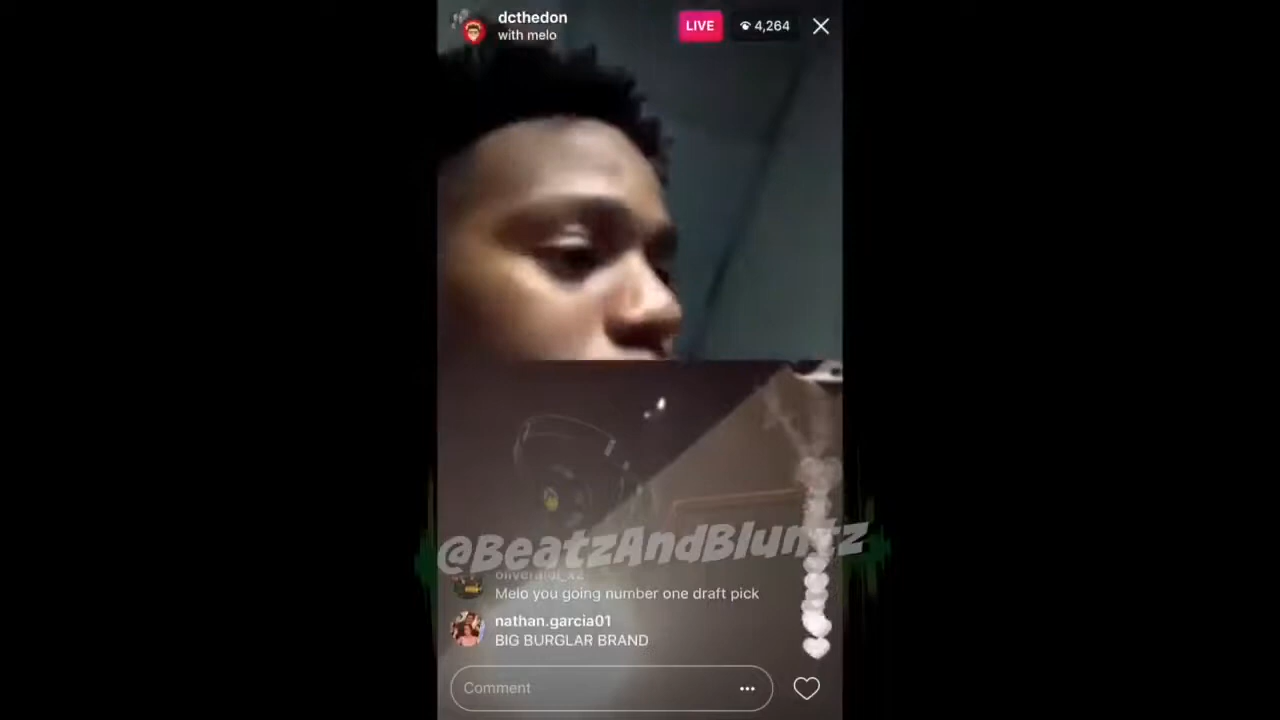 dcthedon
with melo
LIVE
4,264
@BeatzAndBluntz
Melo you going number one draft pick
nathan.garcia01
BIG BURGLAR BRAND
Comment